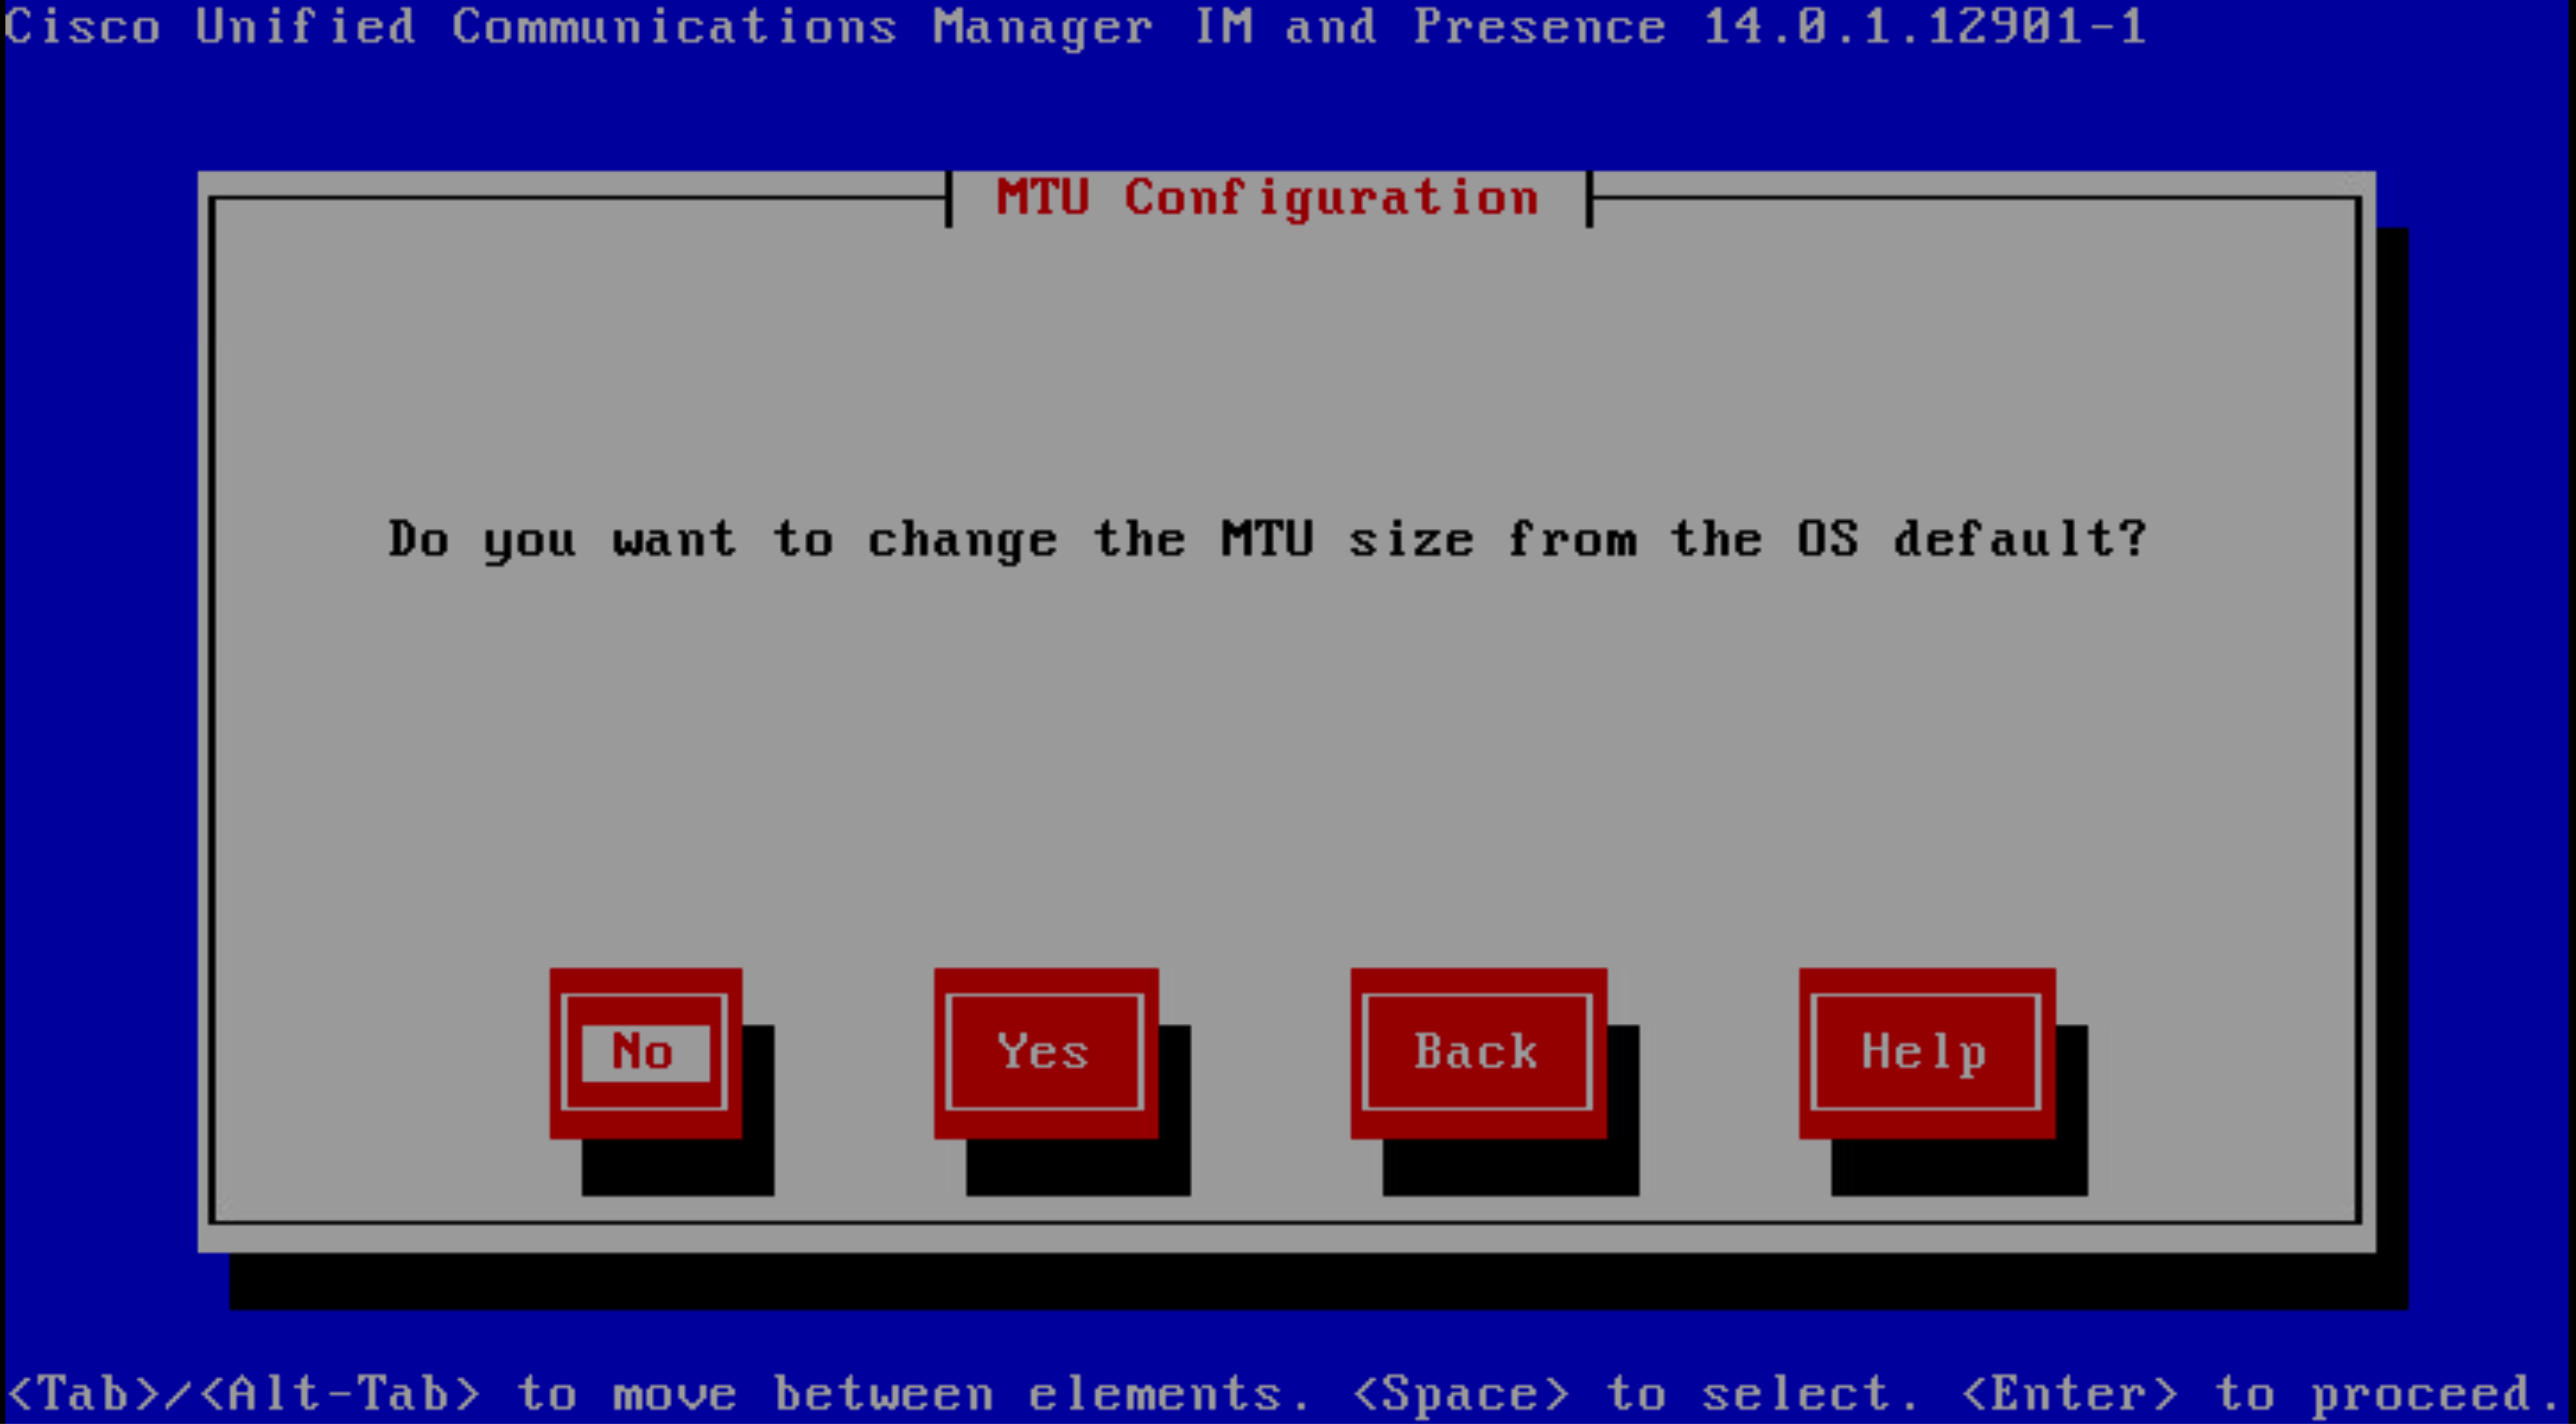 Cisco Unified Communications Manager IM and Presence 14.0.1.12901-1
MTU Configuration
Do you want to change the MTU size from the OS default?
No Yes Back Help
<Tab>/<Alt-Tab> to move between elements. <Space> to select. <Enter> to proceed.